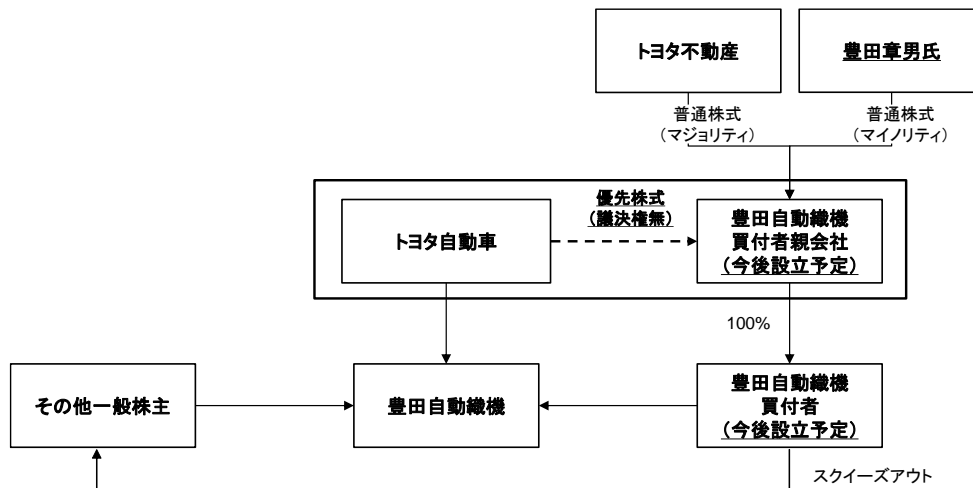 トヨタ不動産
豊田章男氏
普通株式
(マジョリティ)
普通株式
(マイノリティ)
優先株式
(議決権無)
トヨタ自動車
豊田自動織機
買付者親会社
(今後設立予定)
100%
その他一般株主
豊田自動織機
豊田自動織機
買付者
(今後設立予定)
スクイーズアウト